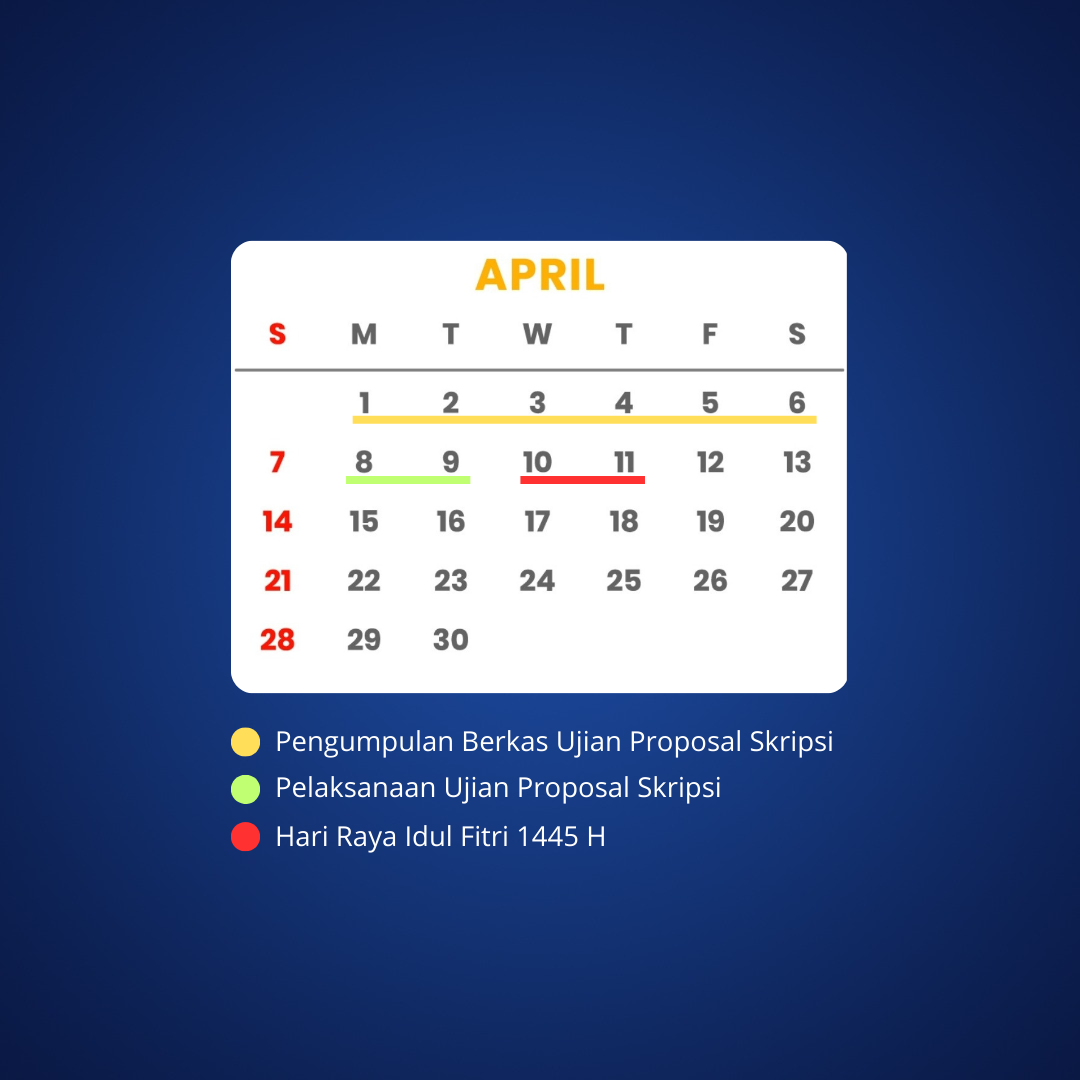 APRIL
S M T W T F S
1 2 3 4 5 6
7 8 9 10 11 12 13
14 15 16 17 18 19 20
21 22 23 24 25 26 27
28 29 30
Pengumpulan Berkas Ujian Proposal Skripsi
Pelaksanaan Ujian Proposal Skripsi
Hari Raya Idul Fitri 1445 H